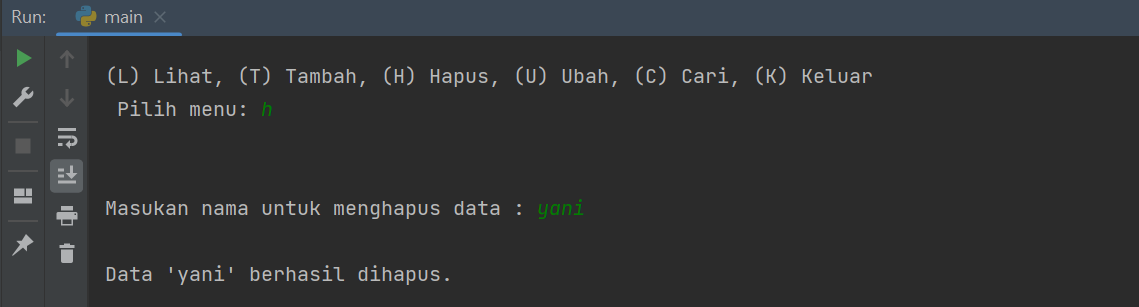 Run: main
(L) Lihat, (T) Tambah, (H) Hapus, (U) Ubah, (C) Cari, (K) Keluar
Pilih menu: h
Masukan nama untuk menghapus data : yani
Data 'yani' berhasil dihapus.